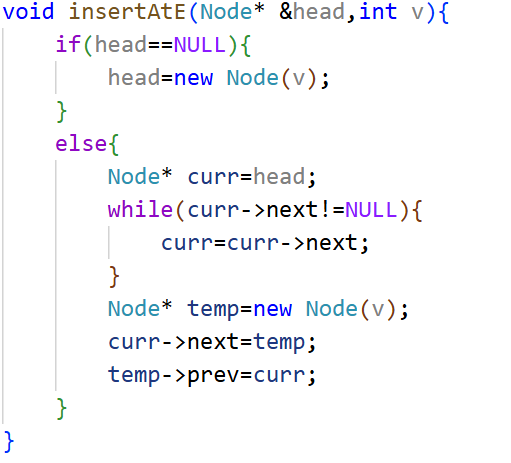 void insertAtE(Node* &head,int v){
    if(head==NULL){
        head=new Node(v);
    }
    else{
        Node* curr=head;
        while(curr->next!=NULL){
            curr=curr->next;
        }
        Node* temp=new Node(v);
        curr->next=temp;
        temp->prev=curr;
    }
}